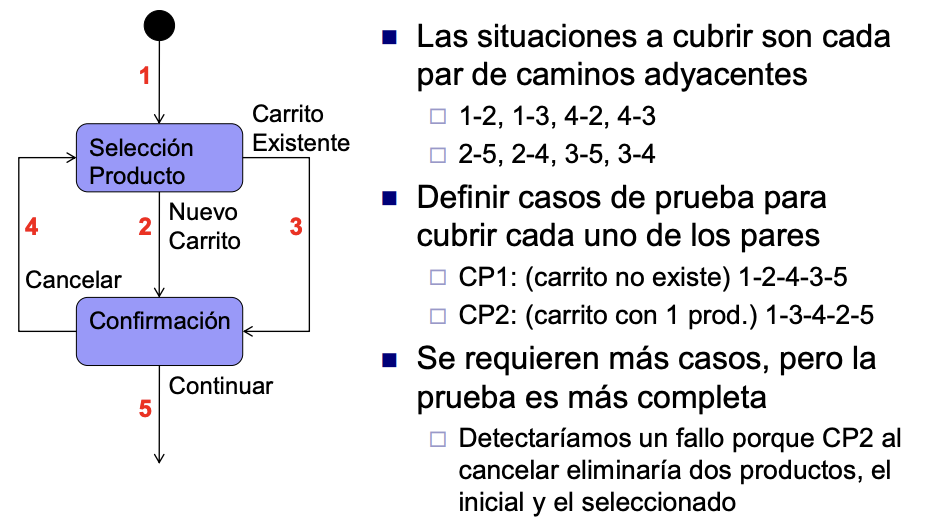 1
Carrito
Existente
Selección
Producto
4
2
Nuevo
Carrito
3
Cancelar
Confirmación
Continuar
5
Las situaciones a cubrir son cada
par de caminos adyacentes
1-2, 1-3, 4-2, 4-3
2-5, 2-4, 3-5, 3-4
Definir casos de prueba para
cubrir cada uno de los pares
CP1: (carrito no existe) 1-2-4-3-5
CP2: (carrito con 1 prod.) 1-3-4-2-5
Se requieren más casos, pero la
prueba es más completa
Detectaríamos un fallo porque CP2 al
cancelar eliminaría dos productos, el
inicial y el seleccionado